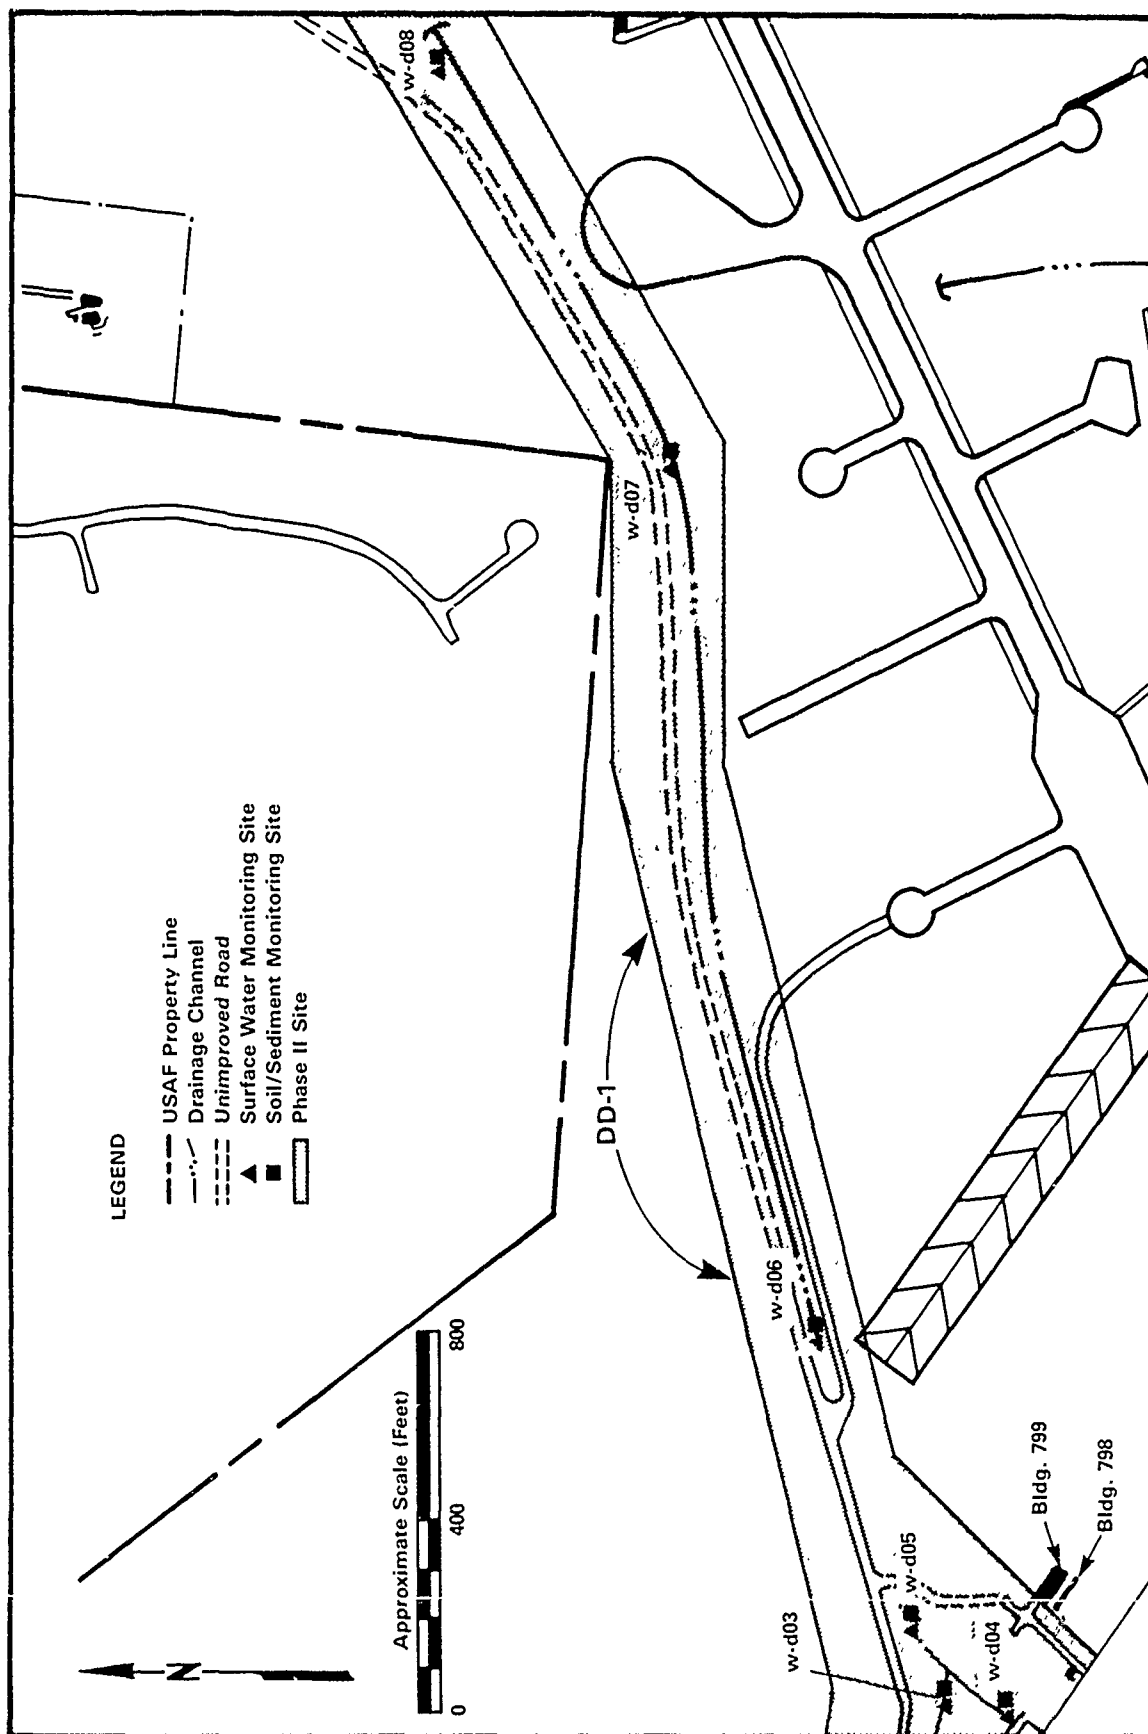 LEGEND
USAF Property Line
Drainage Channel
Unimproved Road
Surface Water Monitoring Site
Soil/Sediment Monitoring Site
Phase II Site
N
Approximate Scale (Feet)
0 400 800
DD-1
w-d03
w-d04
w-d05
w-d06
w-d07
w-d08
Bldg. 799
Bldg. 798